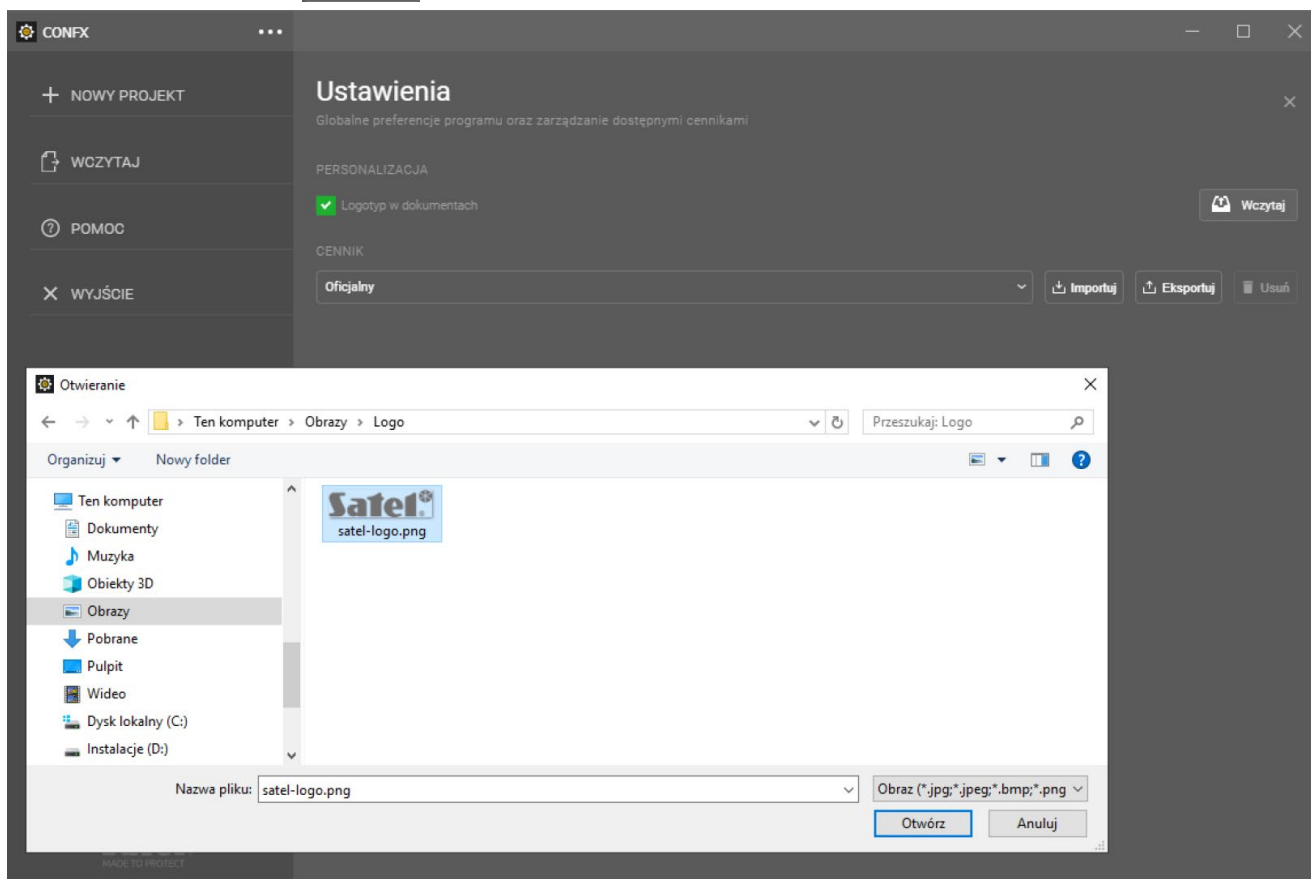 CONFX
NOWY PROJEKT
WCZYTAJ
POMOC
WYJŚCIE
Ustawienia
Globalne preferencje programu oraz zarządzanie dostępnymi cennikami
PERSONALIZACJA
Logotyp w dokumentach
Wczytaj
CENNIK
Oficjalny
Importuj
Eksportuj
Usuń
Otwieranie
Ten komputer > Obrazy > Logo
Przeszukaj: Logo
Organizuj
Nowy folder
Ten komputer
Dokumenty
Muzyka
Obiekty 3D
Obrazy
Pobrane
Pulpit
Wideo
Dysk lokalny (C:)
Instalacje (D:)
Satel®
satel-logo.png
Nazwa pliku: satel-logo.png
Obraz (*.jpg;*.jpeg;*.bmp;*.png
Otwórz
Anuluj
MADE TO PROTECT